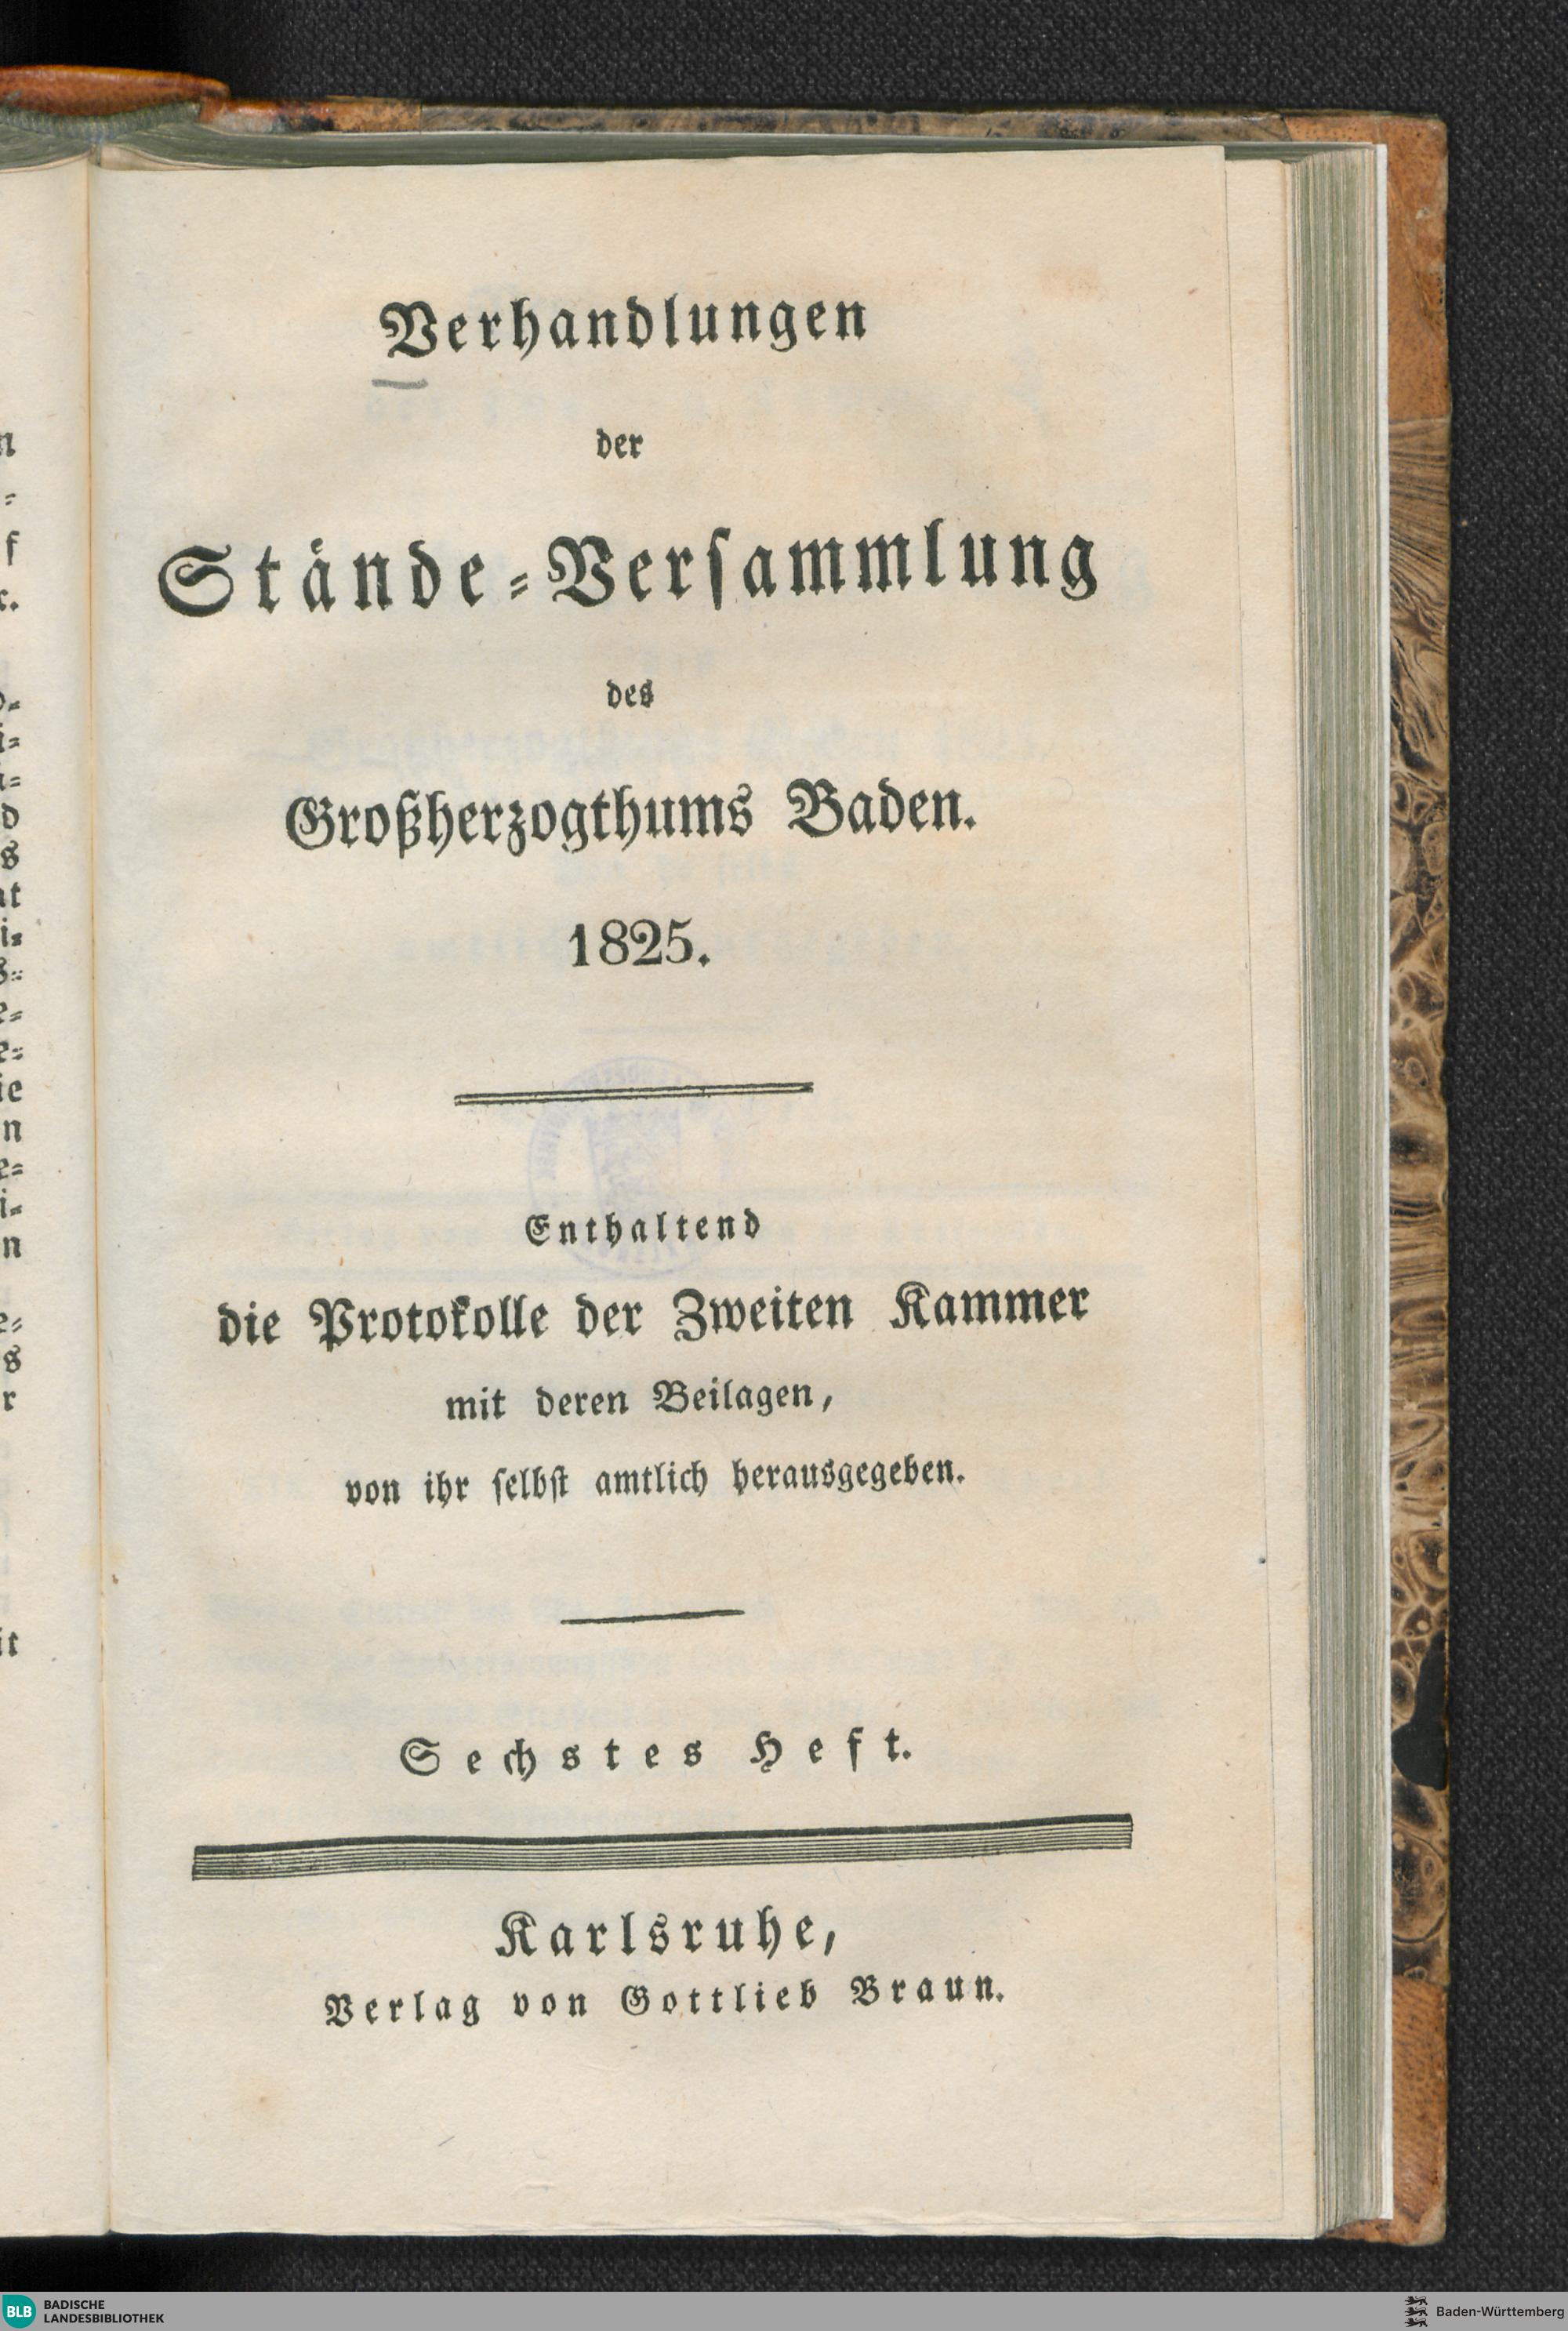 Verhandlungen
der
Stände-Versammlung
des
Großherzogthums Baden.
1825.
Enthaltend
die Protokolle der Zweiten Kammer
mit deren Beilagen,
von ihr selbst amtlich herausgegeben.
Sechstes Heft.
Karlsruhe,
Verlag von Gottlieb Braun.
BLB
BADISCHE
LANDESBIBLIOTHEK
Baden-Württemberg